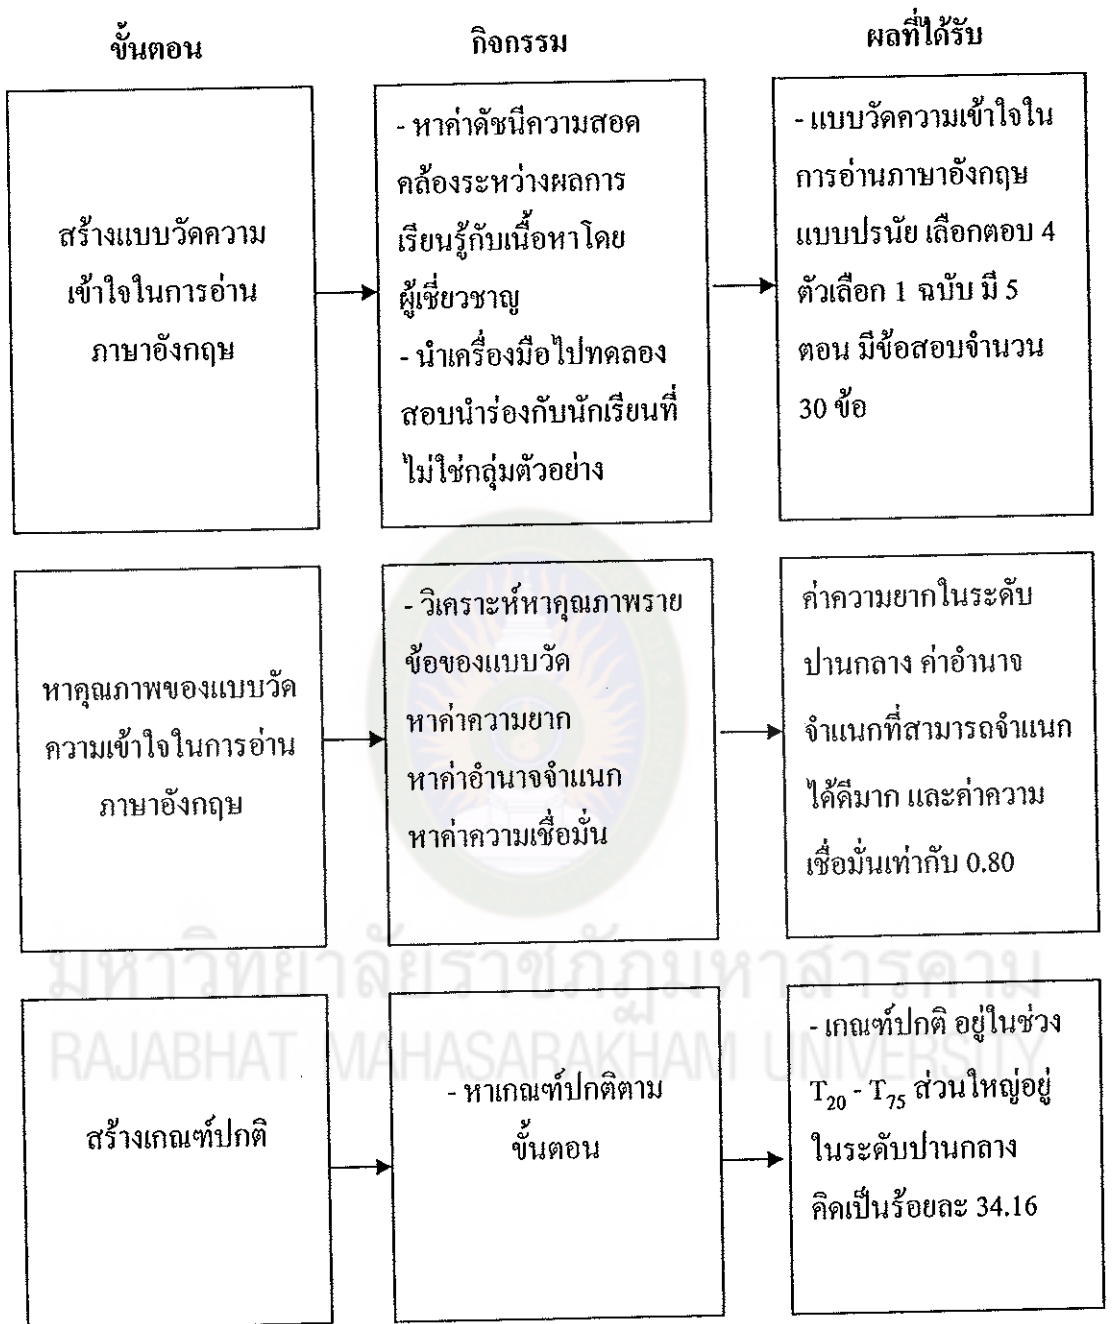 ขั้นตอน
กิจกรรม
ผลที่ได้รับ
สร้างแบบวัดความ
เข้าใจในการอ่าน
ภาษาอังกฤษ
- หาค่าดัชนีความสอด
คล้องระหว่างผลการ
เรียนรู้กับเนื้อหาโดย
ผู้เชี่ยวชาญ
- นำเครื่องมือไปทดลอง
สอบนำร่องกับนักเรียนที่
ไม่ใช่กลุ่มตัวอย่าง
- แบบวัดความเข้าใจใน
การอ่านภาษาอังกฤษ
แบบปรนัย เลือกตอบ 4
ตัวเลือก 1 ฉบับ มี 5
ตอน มีข้อสอบจำนวน
30 ข้อ
หาคุณภาพของแบบวัด
ความเข้าใจในการอ่าน
ภาษาอังกฤษ
- วิเคราะห์หาคุณภาพราย
ข้อของแบบวัด
หาค่าความยาก
หาค่าอำนาจจำแนก
หาค่าความเชื่อมั่น
ค่าความยากในระดับ
ปานกลาง ค่าอำนาจ
จำแนกที่สามารถจำแนก
ได้ดีมาก และค่าความ
เชื่อมั่นเท่ากับ 0.80
มหาวิทยาลัยราชภัฏมหาสารคาม
RAJABHAT MAHASARAKHAM UNIVERSITY
สร้างเกณฑ์ปกติ
- หาเกณฑ์ปกติตาม
ขั้นตอน
- เกณฑ์ปกติ อยู่ในช่วง
T20 - T75 ส่วนใหญ่อยู่
ในระดับปานกลาง
คิดเป็นร้อยละ 34.16